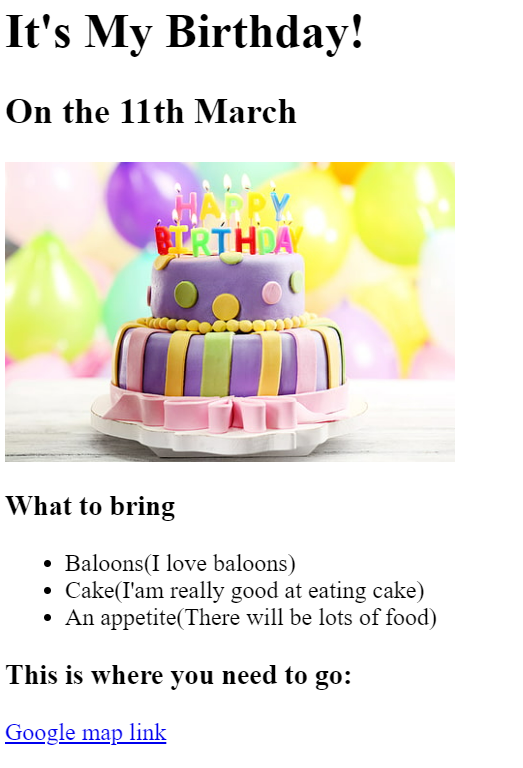 It's My Birthday!
On the 11th March
HAPPY
BIRTHDAY
What to bring
Baloons(I love baloons)
Cake(I'am really good at eating cake)
An appetite(There will be lots of food)
This is where you need to go:
Google map link